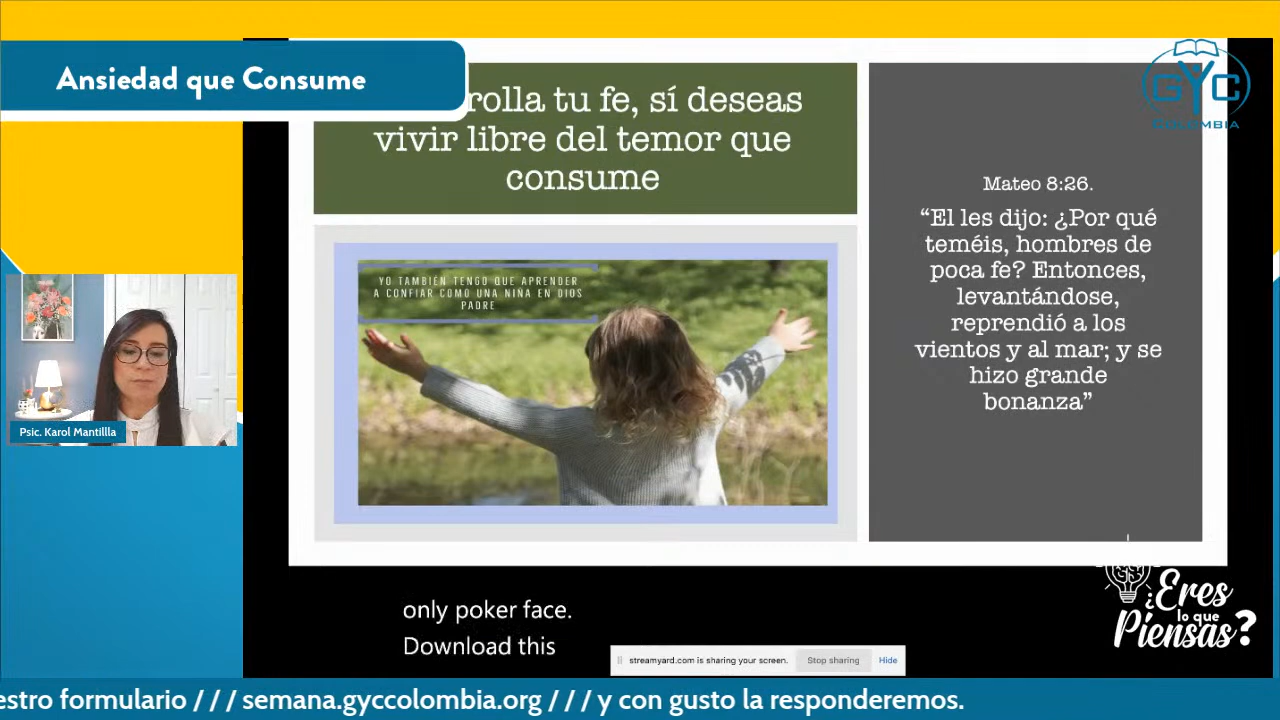 Ansiedad que Consume
rolla tu fe, sí deseas
vivir libre del temor que
consume
GYC
COLOMBIA
Mateo 8:26.
“El les dijo: ¿Por qué
teméis, hombres de
poca fe? Entonces,
levantándose,
reprendió a los
vientos y al mar; y se
hizo grande
bonanza”
YO TAMBIÉN TENGO QUE APRENDER
A CONFIAR COMO UNA NIÑA EN DIOS
PADRE
Psic. Karol Mantillla
only poker face.
Download this
streamyard.com is sharing your screen. Stop sharing Hide
¿Eres
lo que
Piensas?
estro formulario / / / semana.gyccolombia.org / / / y con gusto la responderemos.